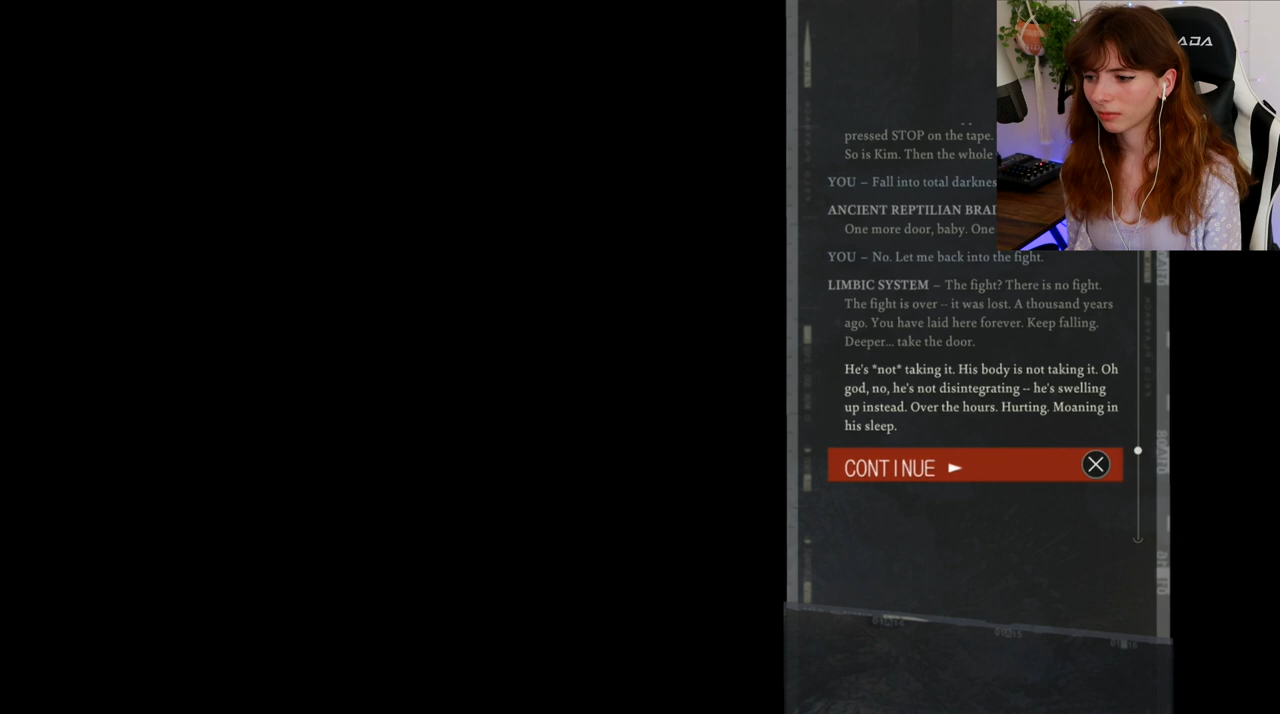 pressed STOP on the tape.
So is Kim. Then the whole
YOU – Fall into total darknes
ANCIENT REPTILIAN BRAI
One more door, baby. One
YOU – No. Let me back into the fight.
LIMBIC SYSTEM – The fight? There is no fight.
The fight is over -- it was lost. A thousand years
ago. You have laid here forever. Keep falling.
Deeper... take the door.
He's *not* taking it. His body is not taking it. Oh
god, no, he's not disintegrating -- he's swelling
up instead. Over the hours. Hurting. Moaning in
his sleep.
CONTINUE